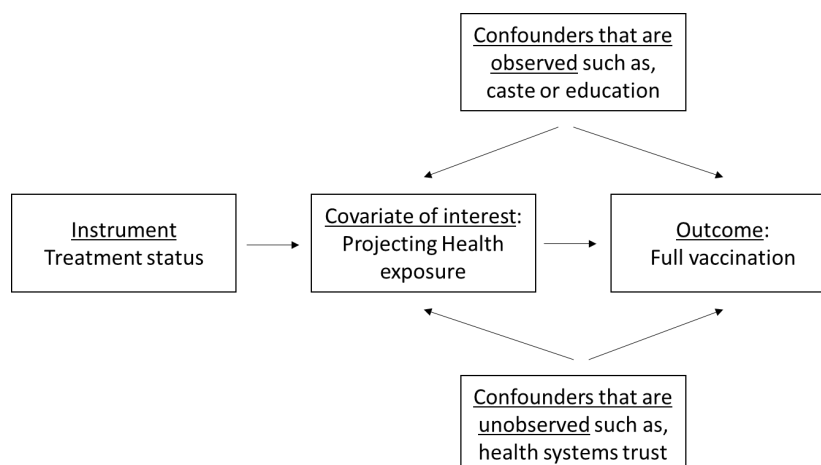 Confounders that are
observed such as,
caste or education
Instrument
Treatment status
Covariate of interest:
Projecting Health
exposure
Outcome:
Full vaccination
Confounders that are
unobserved such as,
health systems trust